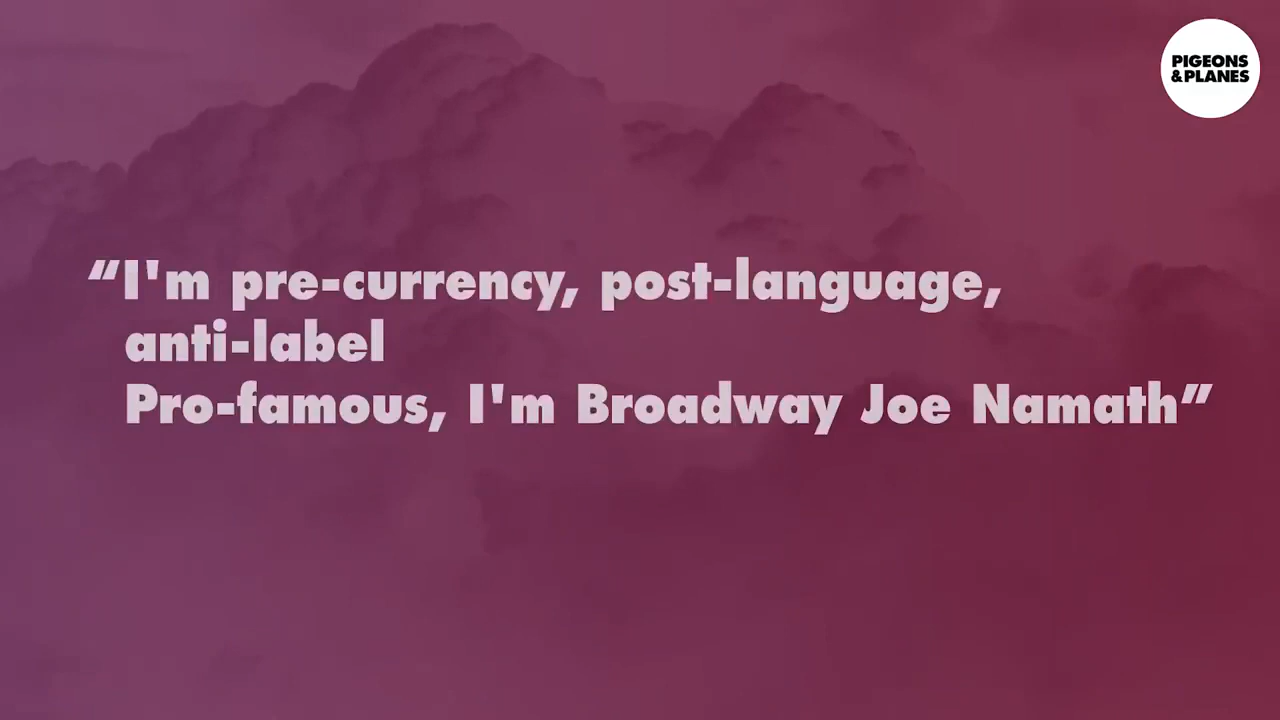 PIGEONS
&PLANES
“I'm pre-currency, post-language,
anti-label
Pro-famous, I'm Broadway Joe Namath”